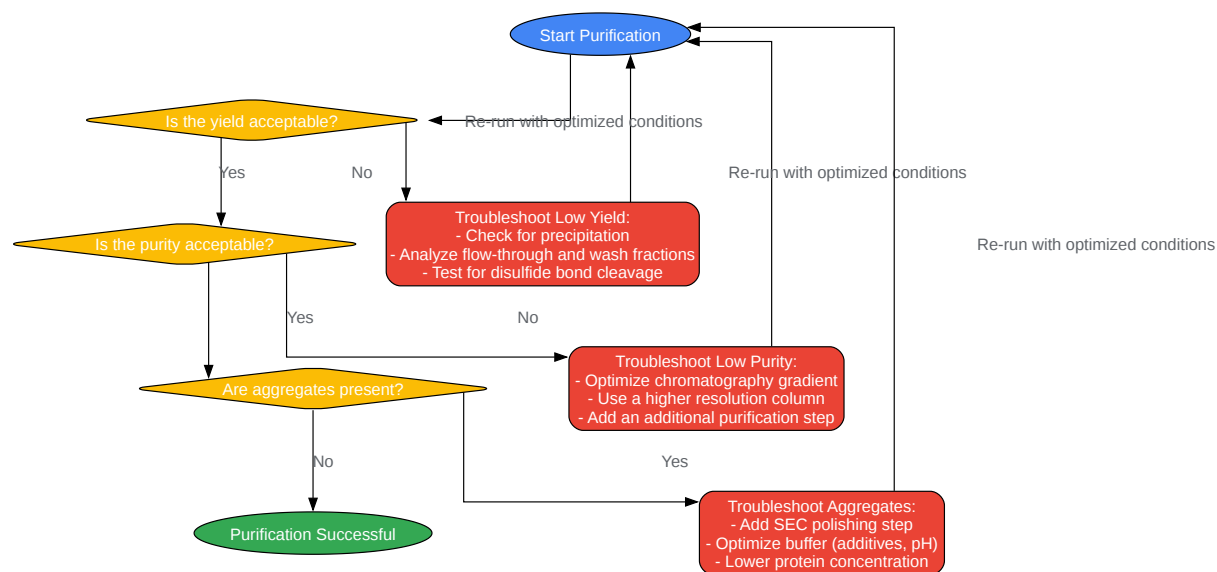 Start Purification
Is the yield acceptable?
Re-run with optimized conditions
Yes
No
Re-run with optimized conditions
Troubleshoot Low Yield:
- Check for precipitation
- Analyze flow-through and wash fractions
- Test for disulfide bond cleavage
Is the purity acceptable?
Re-run with optimized conditions
Yes
No
Troubleshoot Low Purity:
- Optimize chromatography gradient
- Use a higher resolution column
- Add an additional purification step
Are aggregates present?
No
Yes
Troubleshoot Aggregates:
- Add SEC polishing step
- Optimize buffer (additives, pH)
- Lower protein concentration
Purification Successful